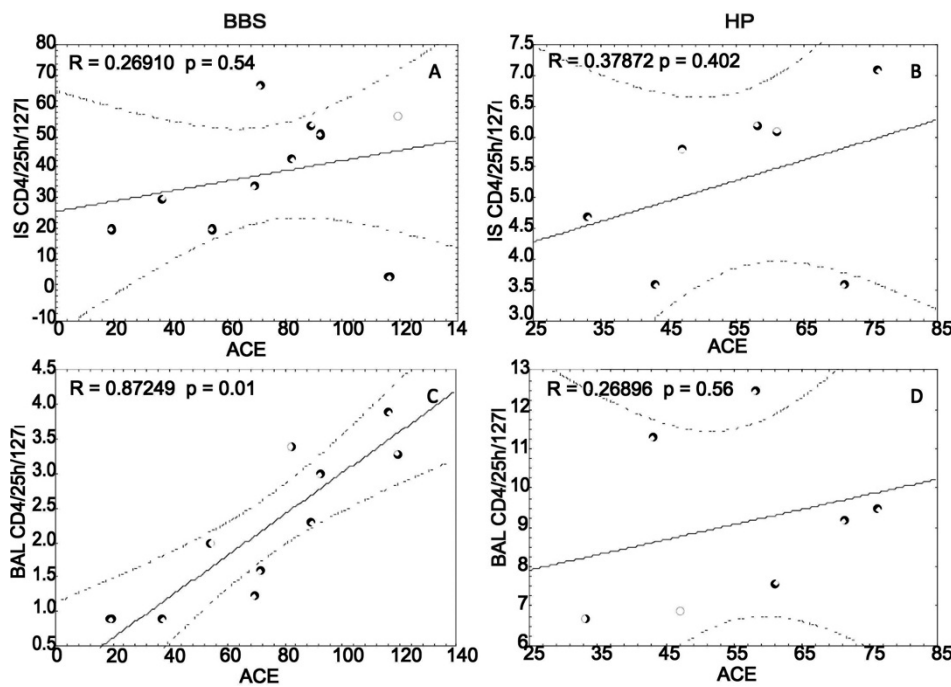 BBS
HP
R = 0.26910 p = 0.54
A
IS CD4/25h/127I
80
70
60
50
40
30
20
10
0
-10
0 20 40 60 80 100 120 14
ACE
R = 0.37872 p = 0.402
B
IS CD4/25h/127I
7.5
7.0
6.5
6.0
5.5
5.0
4.5
4.0
3.5
3.0
25 35 45 55 65 75 85
ACE
R = 0.87249 p = 0.01
C
BAL CD4/25h/127I
4.5
4.0
3.5
3.0
2.5
2.0
1.5
1.0
0.5
0 20 40 60 80 100 120 140
ACE
R = 0.26896 p = 0.56
D
BAL CD4/25h/127I
13
12
11
10
9
8
7
6
25 35 45 55 65 75 85
ACE